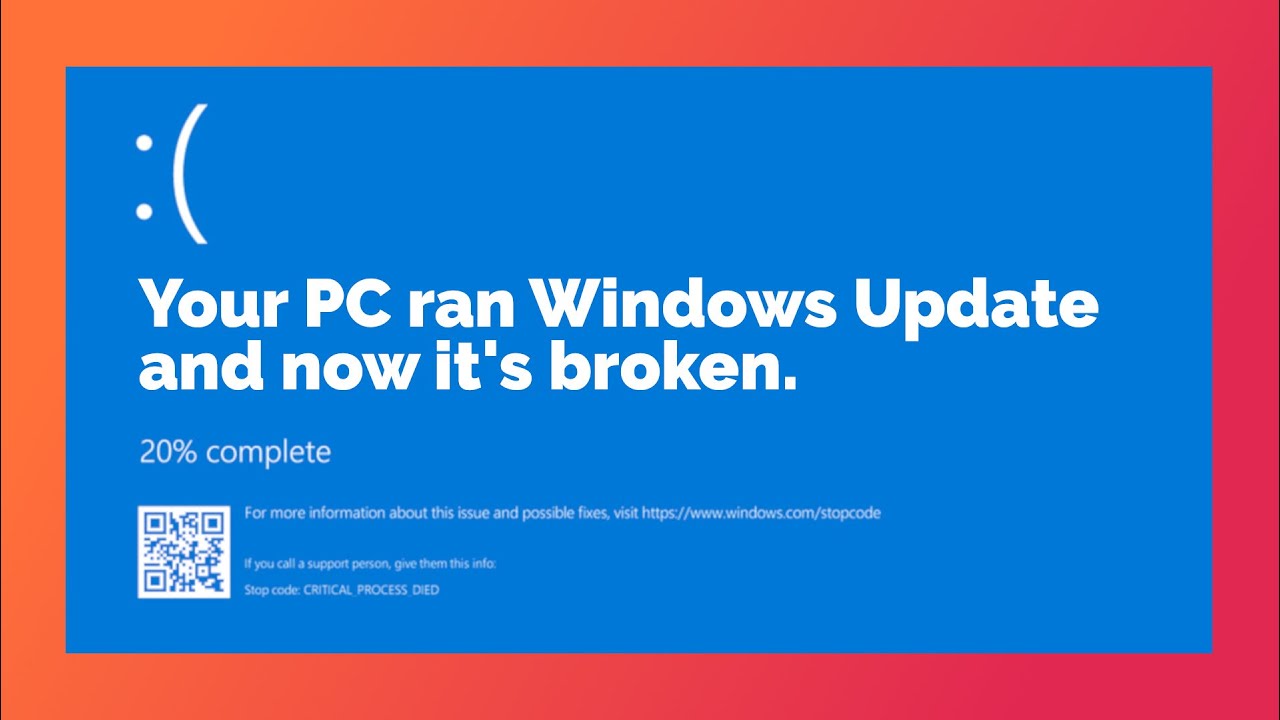 :(
Your PC ran Windows Update
and now it's broken.
20% complete
For more information about this issue and possible fixes, visit https://www.windows.com/stopcode
If you call a support person, give them this info:
Stop code: CRITICAL_PROCESS_DIED